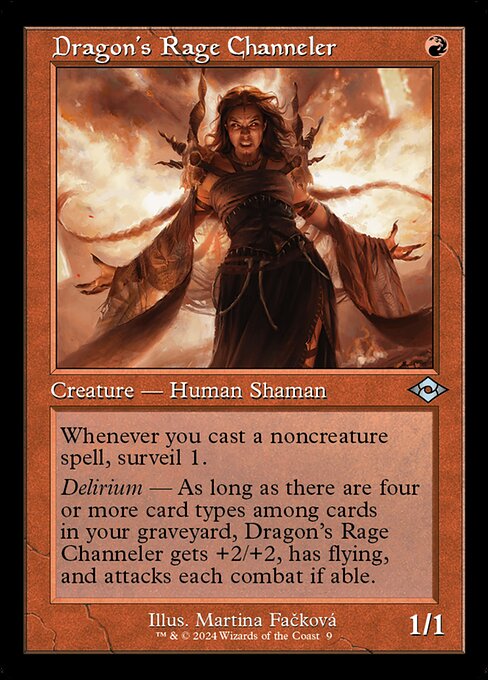 Dragon's Rage Channeler
Creature — Human Shaman
Whenever you cast a noncreature
spell, surveil 1.
Delirium — As long as there are four
or more card types among cards
in your graveyard, Dragon's Rage
Channeler gets +2/+2, has flying,
and attacks each combat if able.
Illus. Martina Fačková
™ & © 2024 Wizards of the Coast 9
1/1